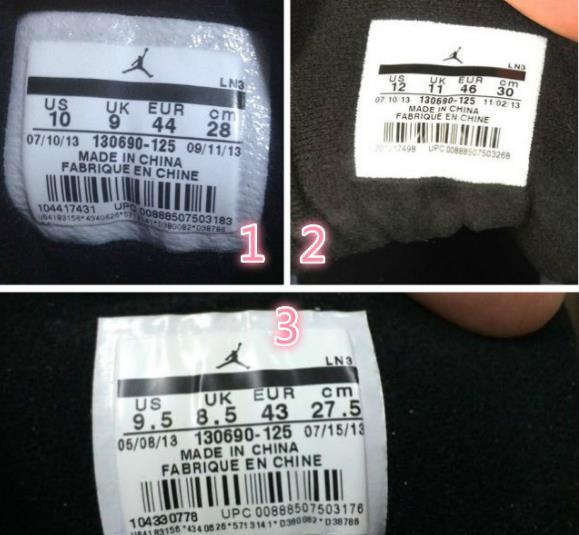 LN3
US UK EUR cm
10 9 44 28
07/10/13 130690-125 09/11/13
MADE IN CHINA
FABRIQUE EN CHINE
104417431 UPC 00888507503183
1
LN3
US UK EUR cm
12 11 46 30
07/10/13 130690-125 11/02/13
MADE IN CHINA
FABRIQUE EN CHINE
UPC 00888507503268
2
3
LN3
US UK EUR cm
9.5 8.5 43 27.5
05/08/13 130690-125 07/15/13
MADE IN CHINA
FABRIQUE EN CHINE
104330778 UPC 00888507503176